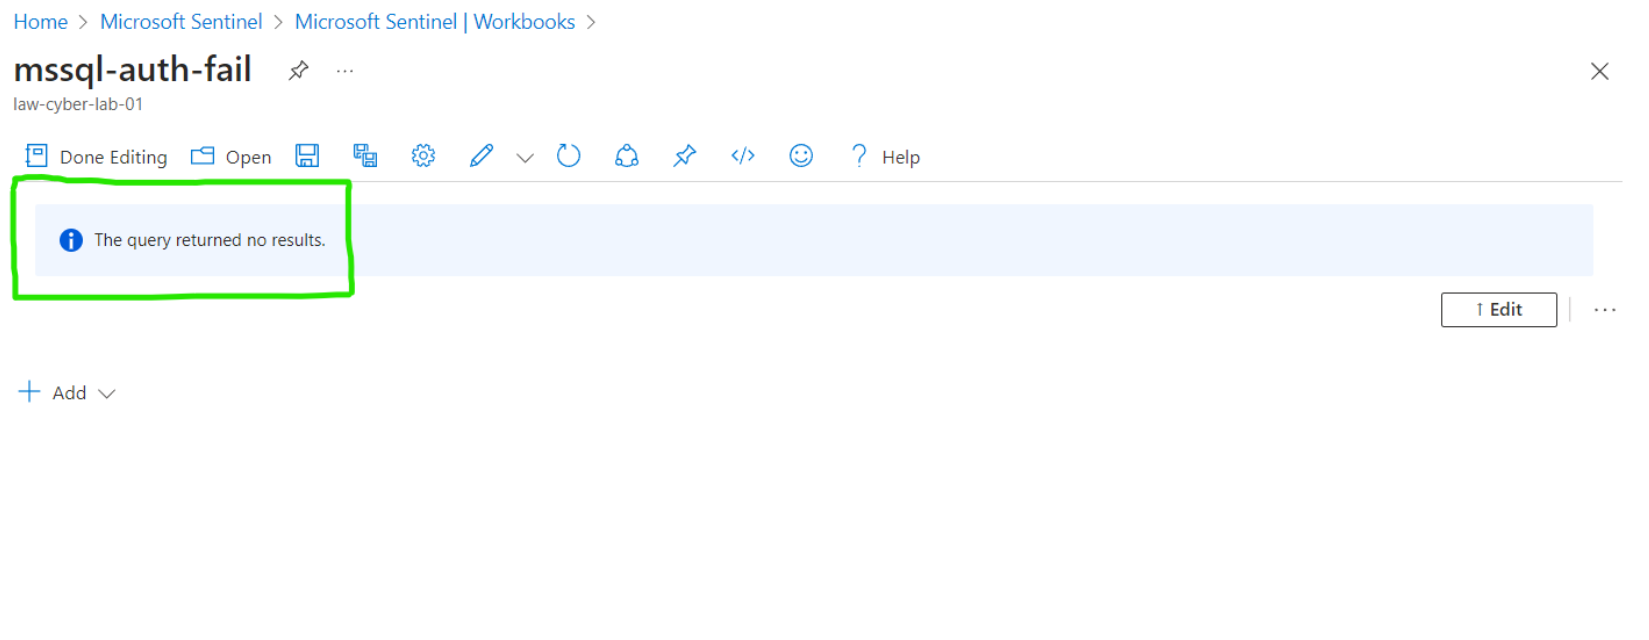 Home > Microsoft Sentinel > Microsoft Sentinel | Workbooks >
mssql-auth-fail ...
law-cyber-lab-01
Done Editing Open Help
The query returned no results.
↑ Edit ...
+ Add